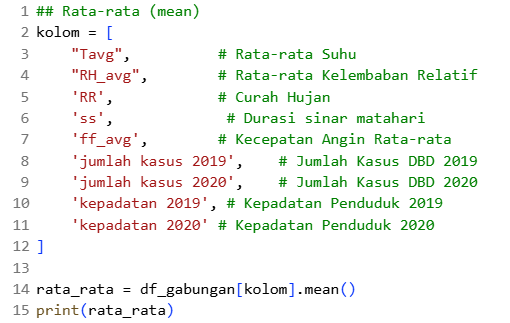 1 ## Rata-rata (mean)
2 kolom = [
3     "Tavg",          # Rata-rata Suhu
4     "RH_avg",        # Rata-rata Kelembaban Relatif
5     'RR',            # Curah Hujan
6     'ss',             # Durasi sinar matahari
7     'ff_avg',        # Kecepatan Angin Rata-rata
8     'jumlah kasus 2019',    # Jumlah Kasus DBD 2019
9     'jumlah kasus 2020',    # Jumlah Kasus DBD 2020
10     'kepadatan 2019', # Kepadatan Penduduk 2019
11     'kepadatan 2020' # Kepadatan Penduduk 2020
12 ]
13
14 rata_rata = df_gabungan[kolom].mean()
15 print(rata_rata)